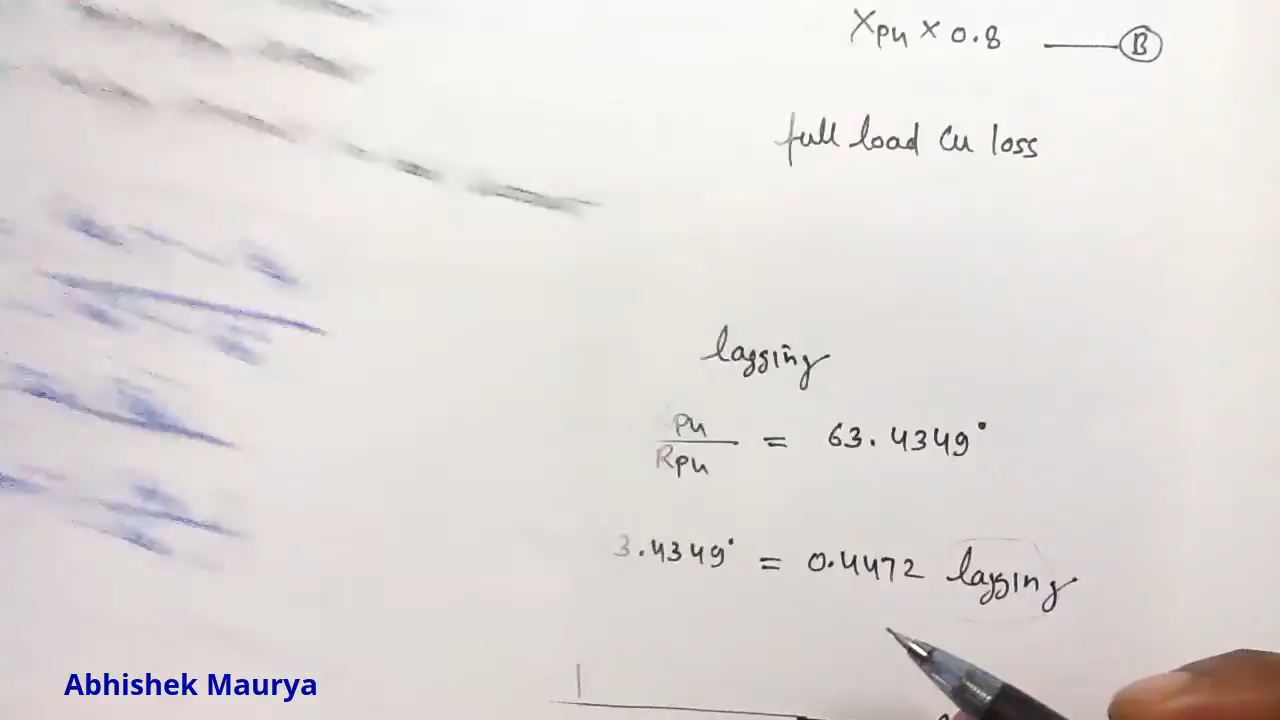 Xpu × 0.8 —— B
full load cu loss
lagging
pu
Rpu = 63.4349°
3.4349° = 0.4472 lagging
Abhishek Maurya